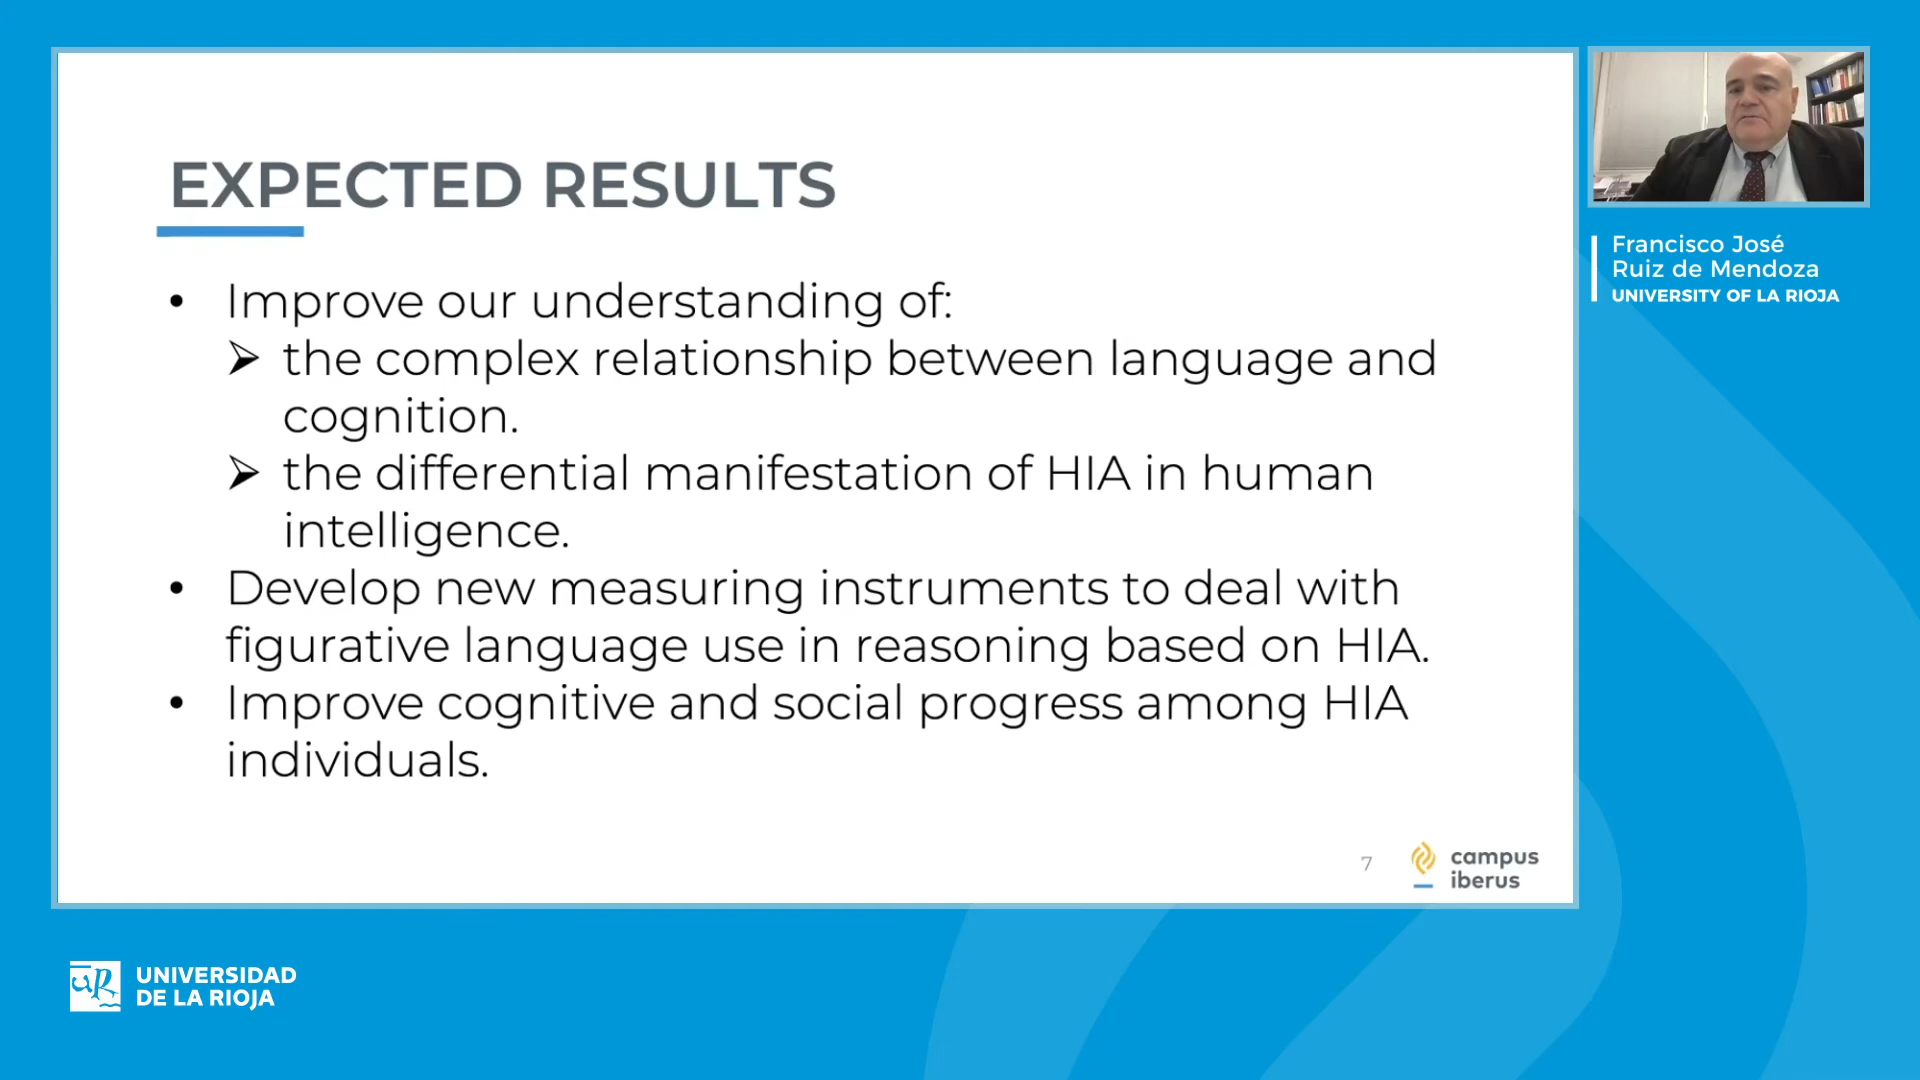 EXPECTED RESULTS
• Improve our understanding of:
➢ the complex relationship between language and
cognition.
➢ the differential manifestation of HIA in human
intelligence.
• Develop new measuring instruments to deal with
figurative language use in reasoning based on HIA.
• Improve cognitive and social progress among HIA
individuals.
7
campus
iberus
Francisco José
Ruiz de Mendoza
UNIVERSITY OF LA RIOJA
UR
UNIVERSIDAD
DE LA RIOJA